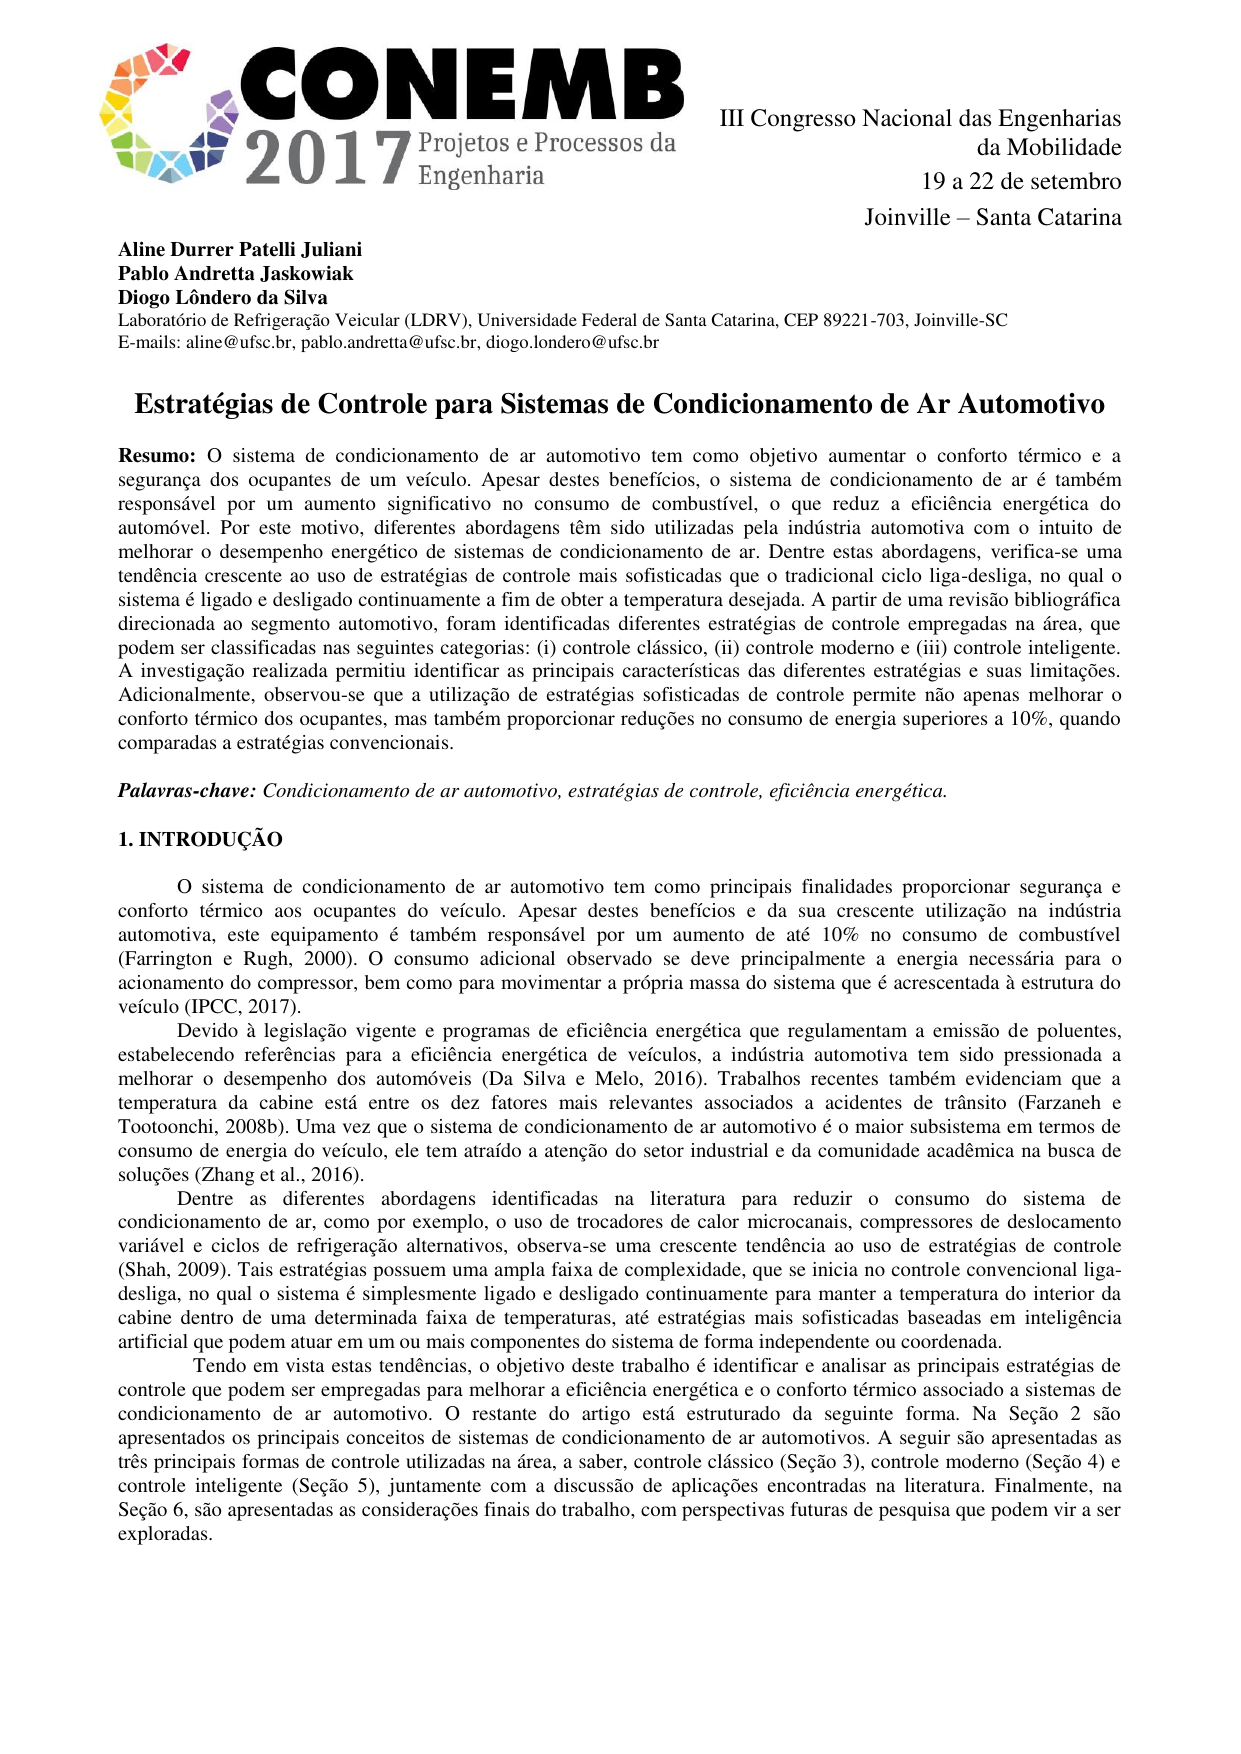 CONEMB
2017 Projetos e Processos da
Engenharia
III Congresso Nacional das Engenharias
da Mobilidade
19 a 22 de setembro
Joinville – Santa Catarina
Aline Durrer Patelli Juliani
Pablo Andretta Jaskowiak
Diogo Lôndero da Silva
Laboratório de Refrigeração Veicular (LDRV), Universidade Federal de Santa Catarina, CEP 89221-703, Joinville-SC
E-mails: aline@ufsc.br, pablo.andretta@ufsc.br, diogo.londero@ufsc.br
Estratégias de Controle para Sistemas de Condicionamento de Ar Automotivo
Resumo: O sistema de condicionamento de ar automotivo tem como objetivo aumentar o conforto térmico e a
segurança dos ocupantes de um veículo. Apesar destes benefícios, o sistema de condicionamento de ar é também
responsável por um aumento significativo no consumo de combustível, o que reduz a eficiência energética do
automóvel. Por este motivo, diferentes abordagens têm sido utilizadas pela indústria automotiva com o intuito de
melhorar o desempenho energético de sistemas de condicionamento de ar. Dentre estas abordagens, verifica-se uma
tendência crescente ao uso de estratégias de controle mais sofisticadas que o tradicional ciclo liga-desliga, no qual o
sistema é ligado e desligado continuamente a fim de obter a temperatura desejada. A partir de uma revisão bibliográfica
direcionada ao segmento automotivo, foram identificadas diferentes estratégias de controle empregadas na área, que
podem ser classificadas nas seguintes categorias: (i) controle clássico, (ii) controle moderno e (iii) controle inteligente.
A investigação realizada permitiu identificar as principais características das diferentes estratégias e suas limitações.
Adicionalmente, observou-se que a utilização de estratégias sofisticadas de controle permite não apenas melhorar o
conforto térmico dos ocupantes, mas também proporcionar reduções no consumo de energia superiores a 10%, quando
comparadas a estratégias convencionais.
Palavras-chave: Condicionamento de ar automotivo, estratégias de controle, eficiência energética.
1. INTRODUÇÃO
O sistema de condicionamento de ar automotivo tem como principais finalidades proporcionar segurança e
conforto térmico aos ocupantes do veículo. Apesar destes benefícios e da sua crescente utilização na indústria
automotiva, este equipamento é também responsável por um aumento de até 10% no consumo de combustível
(Farrington e Rugh, 2000). O consumo adicional observado se deve principalmente a energia necessária para o
acionamento do compressor, bem como para movimentar a própria massa do sistema que é acrescentada à estrutura do
veículo (IPCC, 2017).
Devido à legislação vigente e programas de eficiência energética que regulamentam a emissão de poluentes,
estabelecendo referências para a eficiência energética de veículos, a indústria automotiva tem sido pressionada a
melhorar o desempenho dos automóveis (Da Silva e Melo, 2016). Trabalhos recentes também evidenciam que a
temperatura da cabine está entre os dez fatores mais relevantes associados a acidentes de trânsito (Farzaneh e
Tootoonchi, 2008b). Uma vez que o sistema de condicionamento de ar automotivo é o maior subsistema em termos de
consumo de energia do veículo, ele tem atraído a atenção do setor industrial e da comunidade acadêmica na busca de
soluções (Zhang et al., 2016).
Dentre as diferentes abordagens identificadas na literatura para reduzir o consumo do sistema de
condicionamento de ar, como por exemplo, o uso de trocadores de calor microcanais, compressores de deslocamento
variável e ciclos de refrigeração alternativos, observa-se uma crescente tendência ao uso de estratégias de controle
(Shah, 2009). Tais estratégias possuem uma ampla faixa de complexidade, que se inicia no controle convencional liga-
desliga, no qual o sistema é simplesmente ligado e desligado continuamente para manter a temperatura do interior da
cabine dentro de uma determinada faixa de temperaturas, até estratégias mais sofisticadas baseadas em inteligência
artificial que podem atuar em um ou mais componentes do sistema de forma independente ou coordenada.
Tendo em vista estas tendências, o objetivo deste trabalho é identificar e analisar as principais estratégias de
controle que podem ser empregadas para melhorar a eficiência energética e o conforto térmico associado a sistemas de
condicionamento de ar automotivo. O restante do artigo está estruturado da seguinte forma. Na Seção 2 são
apresentados os principais conceitos de sistemas de condicionamento de ar automotivos. A seguir são apresentadas as
três principais formas de controle utilizadas na área, a saber, controle clássico (Seção 3), controle moderno (Seção 4) e
controle inteligente (Seção 5), juntamente com a discussão de aplicações encontradas na literatura. Finalmente, na
Seção 6, são apresentadas as considerações finais do trabalho, com perspectivas futuras de pesquisa que podem vir a ser
exploradas.